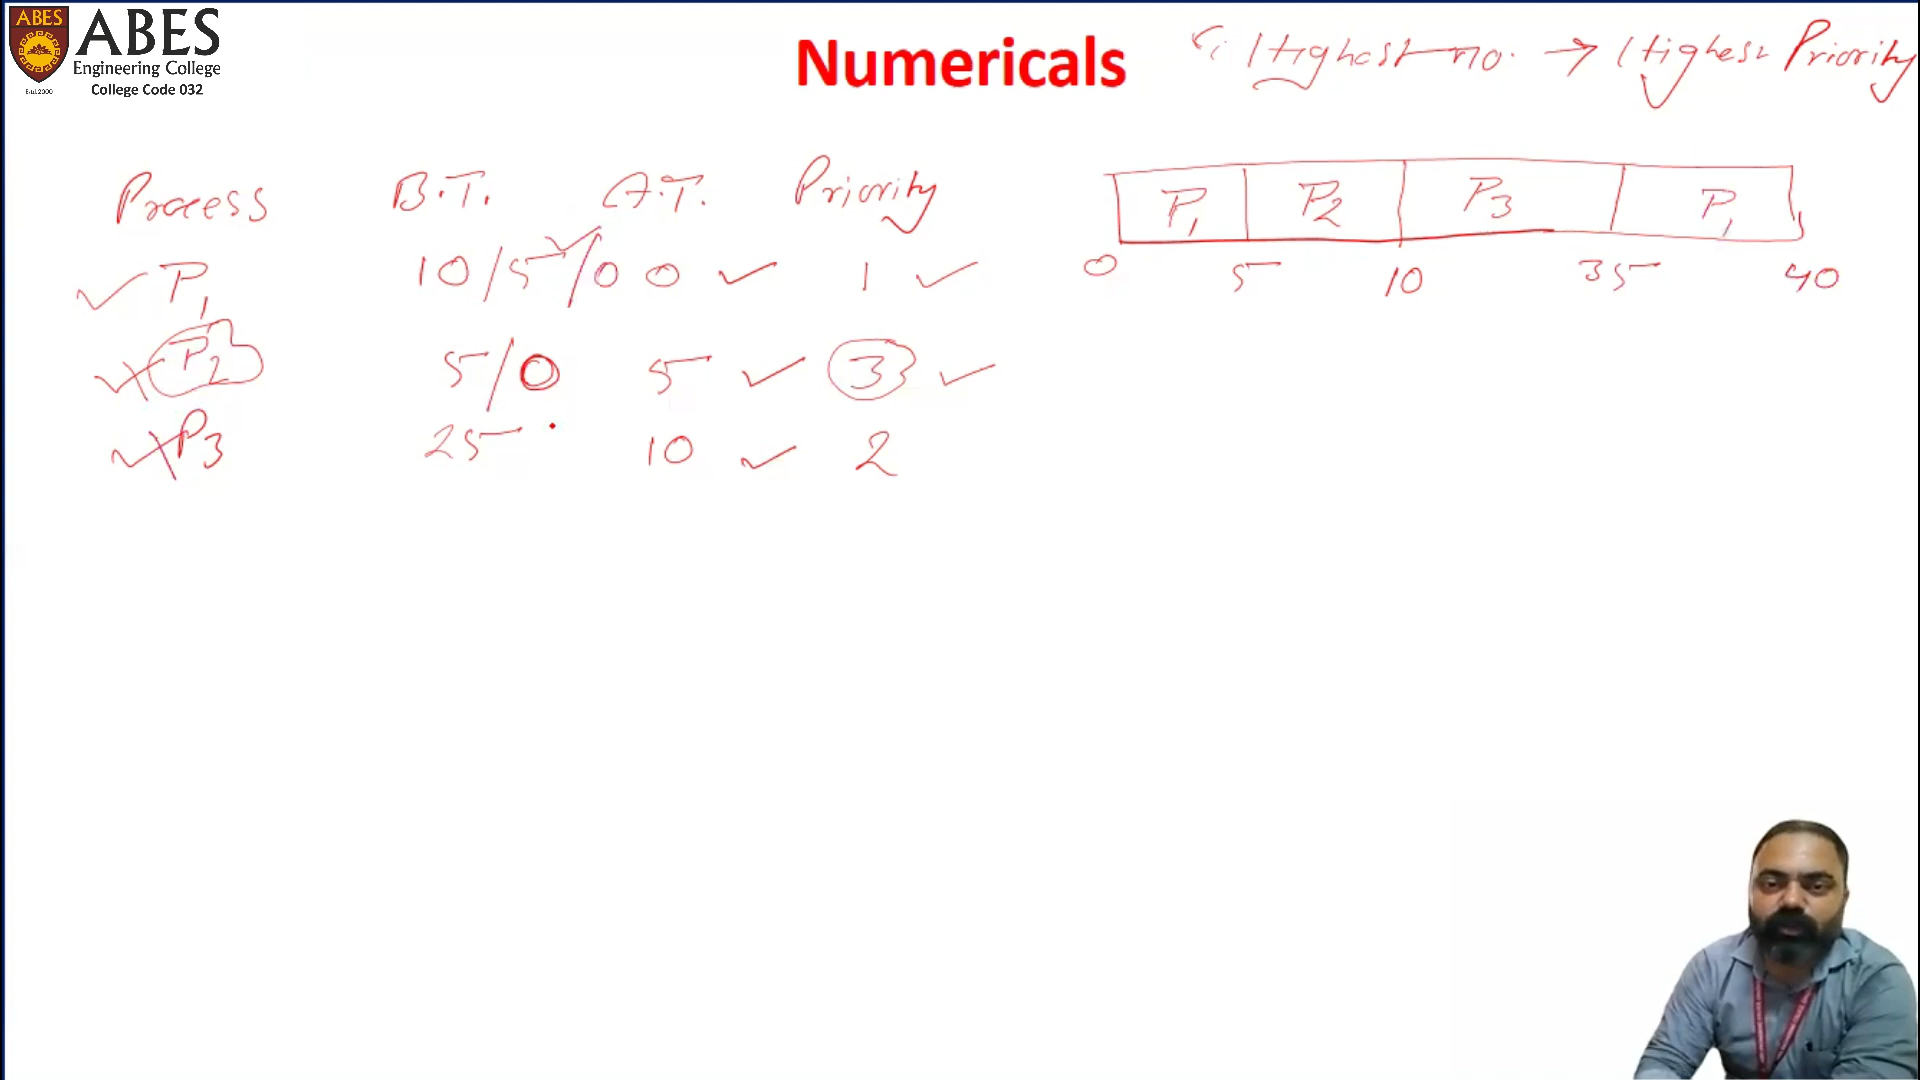 ABES
ABES
Engineering College
College Code 032
Estd.2000
Numericals
Highest no. → Highest Priority
Process B.T. A.T. Priority
P1 10/5/0 0 1
P2 5/0 5 3
P3 25 10 2
P1 P2 P3 P1
0 5 10 35 40